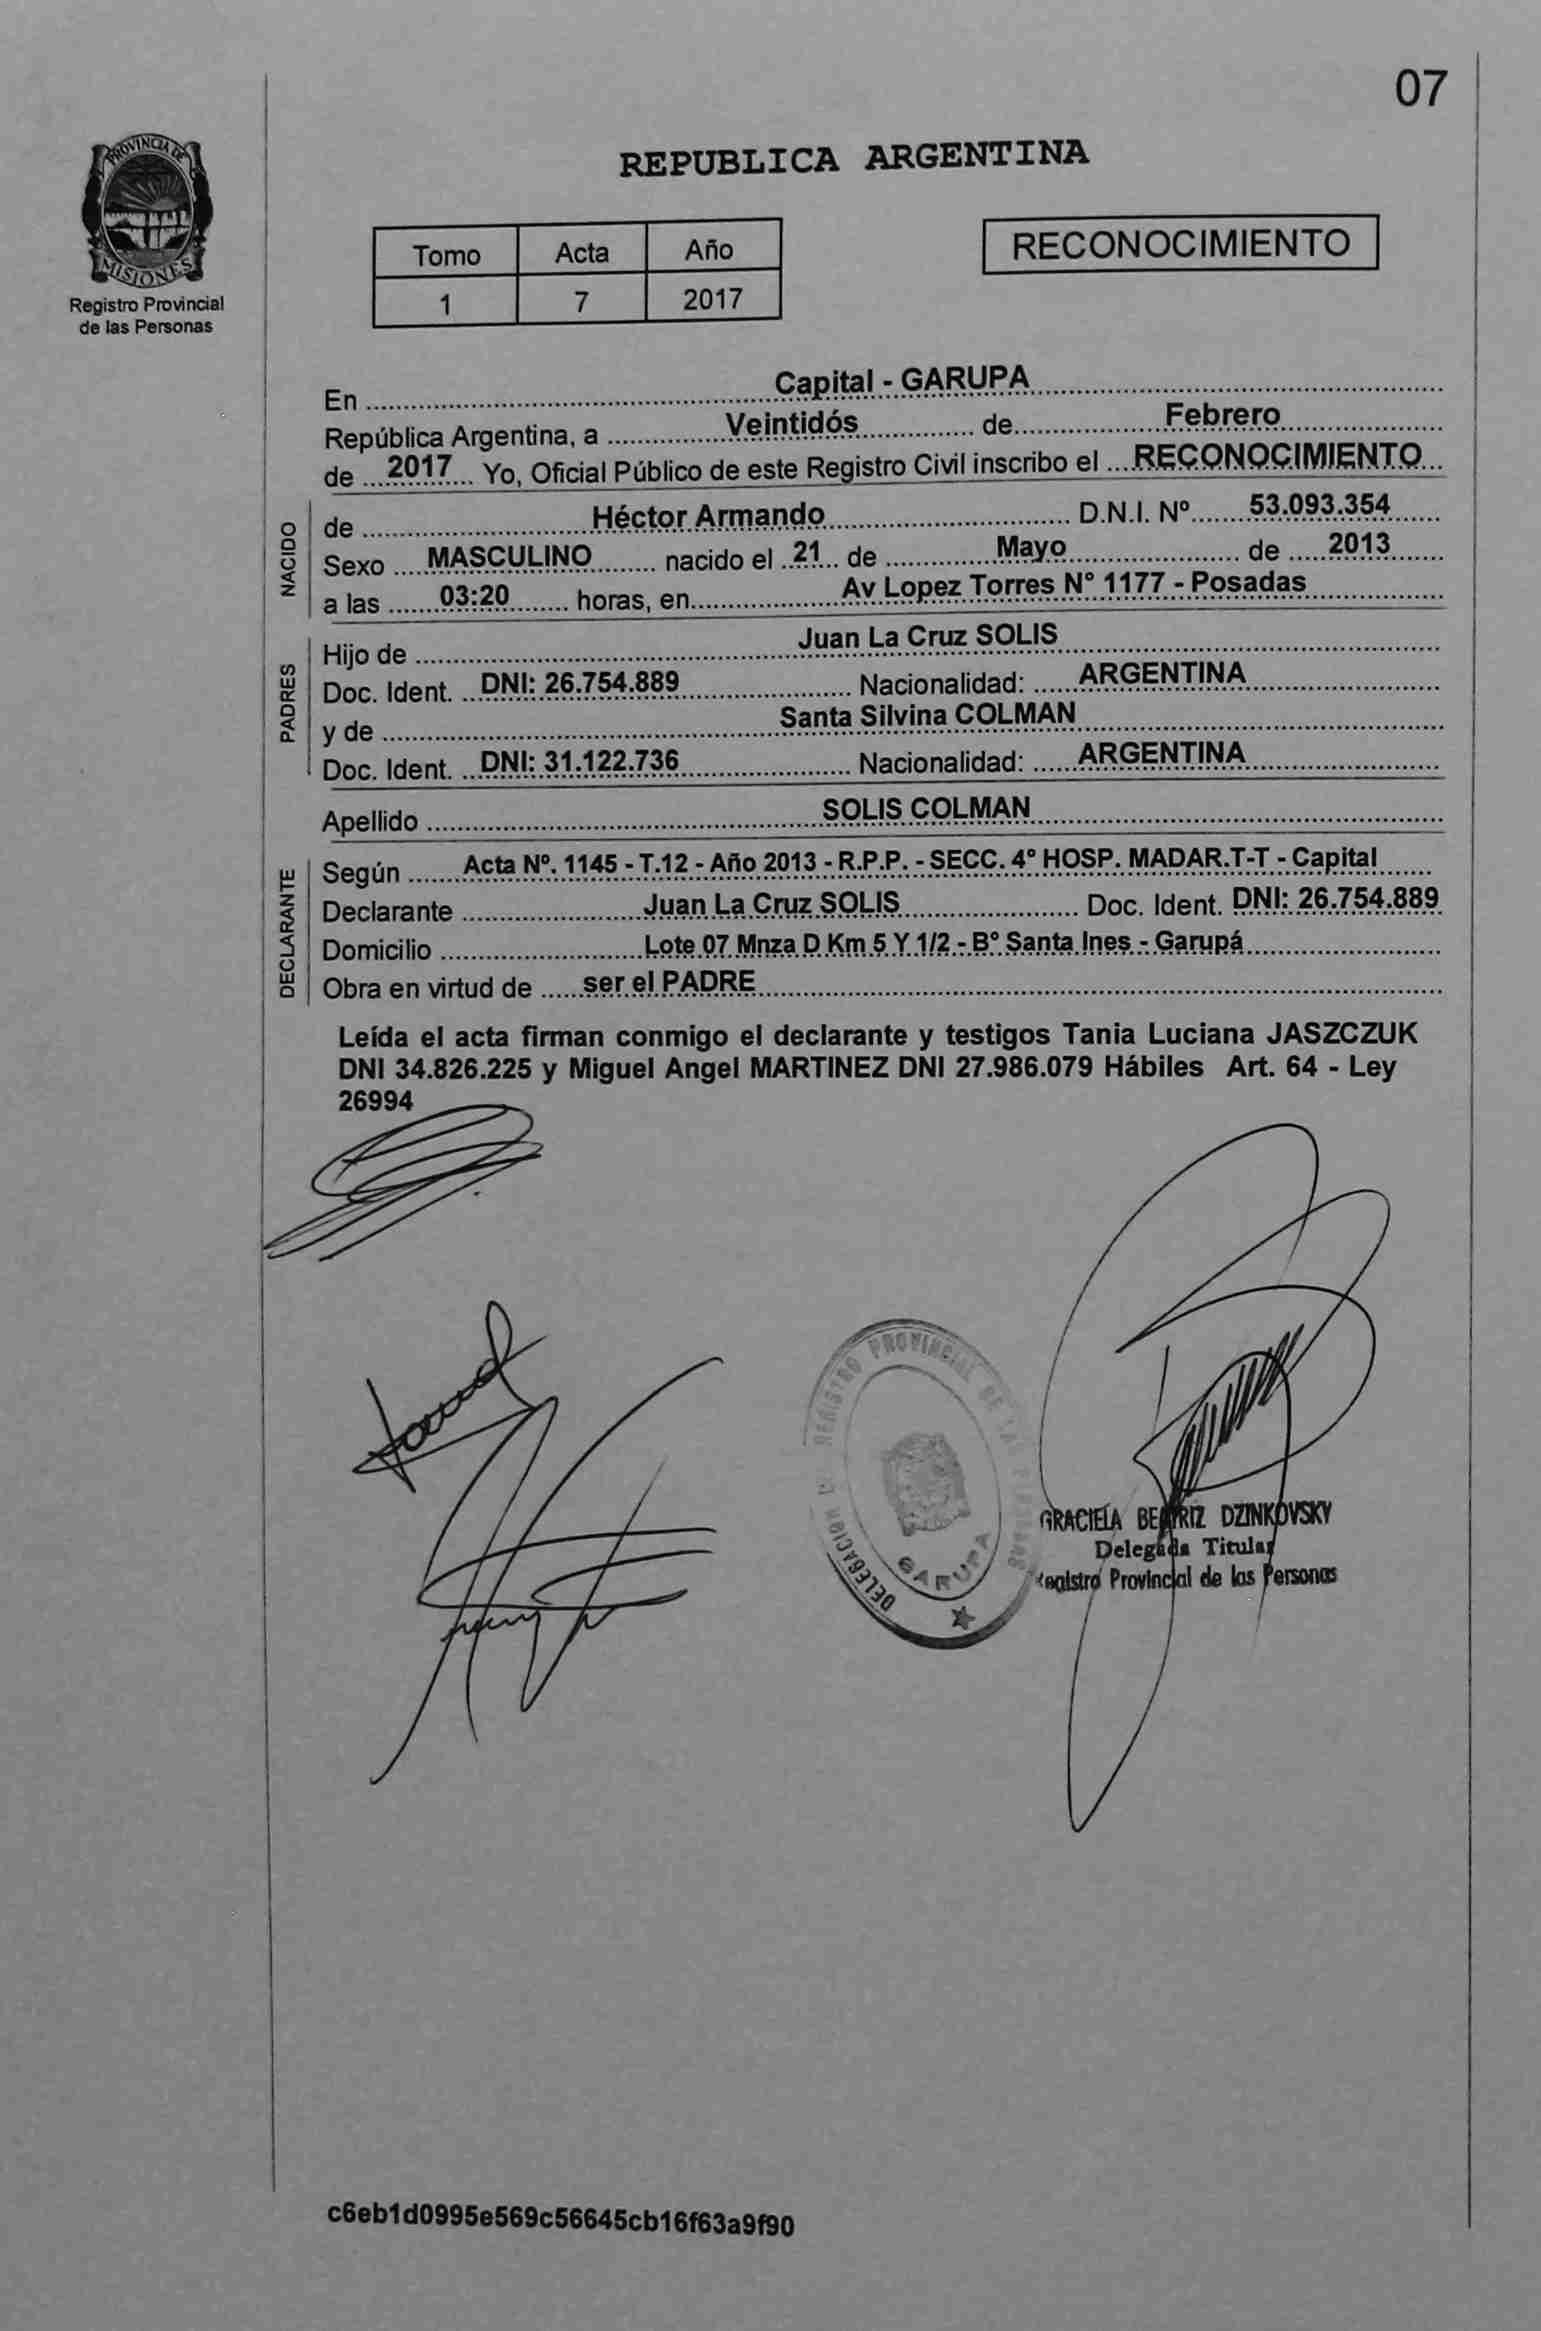 07
PROVINCIA DE
MISIONES
Registro Provincial
de las Personas
REPUBLICA ARGENTINA
Tomo Acta Año
1 7 2017
RECONOCIMIENTO
En ........ Capital - GARUPA ........
República Argentina, a ........ Veintidós ........ de ........ Febrero ........
de ........ 2017 ........ Yo, Oficial Público de este Registro Civil inscribo el ........ RECONOCIMIENTO ........
NACIDO
de ........ Héctor Armando ........ D.N.I. Nº ........ 53.093.354 ........
Sexo ........ MASCULINO ........ nacido el ..21.. de ........ Mayo ........ de ........ 2013 ........
a las ........ 03:20 ........ horas, en ........ Av Lopez Torres N° 1177 - Posadas ........
PADRES
Hijo de ........ Juan La Cruz SOLIS ........
Doc. Ident. ........ DNI: 26.754.889 ........ Nacionalidad: ........ ARGENTINA ........
y de ........ Santa Silvina COLMAN ........
Doc. Ident. ........ DNI: 31.122.736 ........ Nacionalidad: ........ ARGENTINA ........
Apellido ........ SOLIS COLMAN ........
DECLARANTE
Según ........ Acta Nº. 1145 - T.12 - Año 2013 - R.P.P. - SECC. 4° HOSP. MADAR.T-T - Capital ........
Declarante ........ Juan La Cruz SOLIS ........ Doc. Ident. DNI: 26.754.889
Domicilio ........ Lote 07 Mnza D Km 5 Y 1/2 - B° Santa Ines - Garupá ........
Obra en virtud de ........ ser el PADRE ........
Leída el acta firman conmigo el declarante y testigos Tania Luciana JASZCZUK
DNI 34.826.225 y Miguel Angel MARTINEZ DNI 27.986.079 Hábiles Art. 64 - Ley
26994
REGISTRO PROVINCIAL DE LAS PERSONAS
DELEGACION
GARUPA
GRACIELA BEATRIZ DZINKOVSKY
Delegada Titular
Registro Provincial de las Personas
c6eb1d0995e569c56645cb16f63a9f90